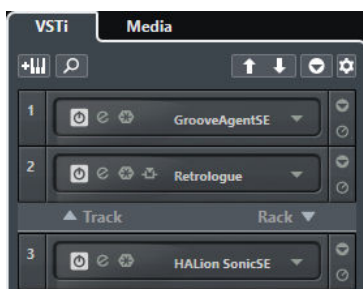 VSTi Media
1 GrooveAgentSE
2 Retrologue
Track Rack
3 HALion SonicSE